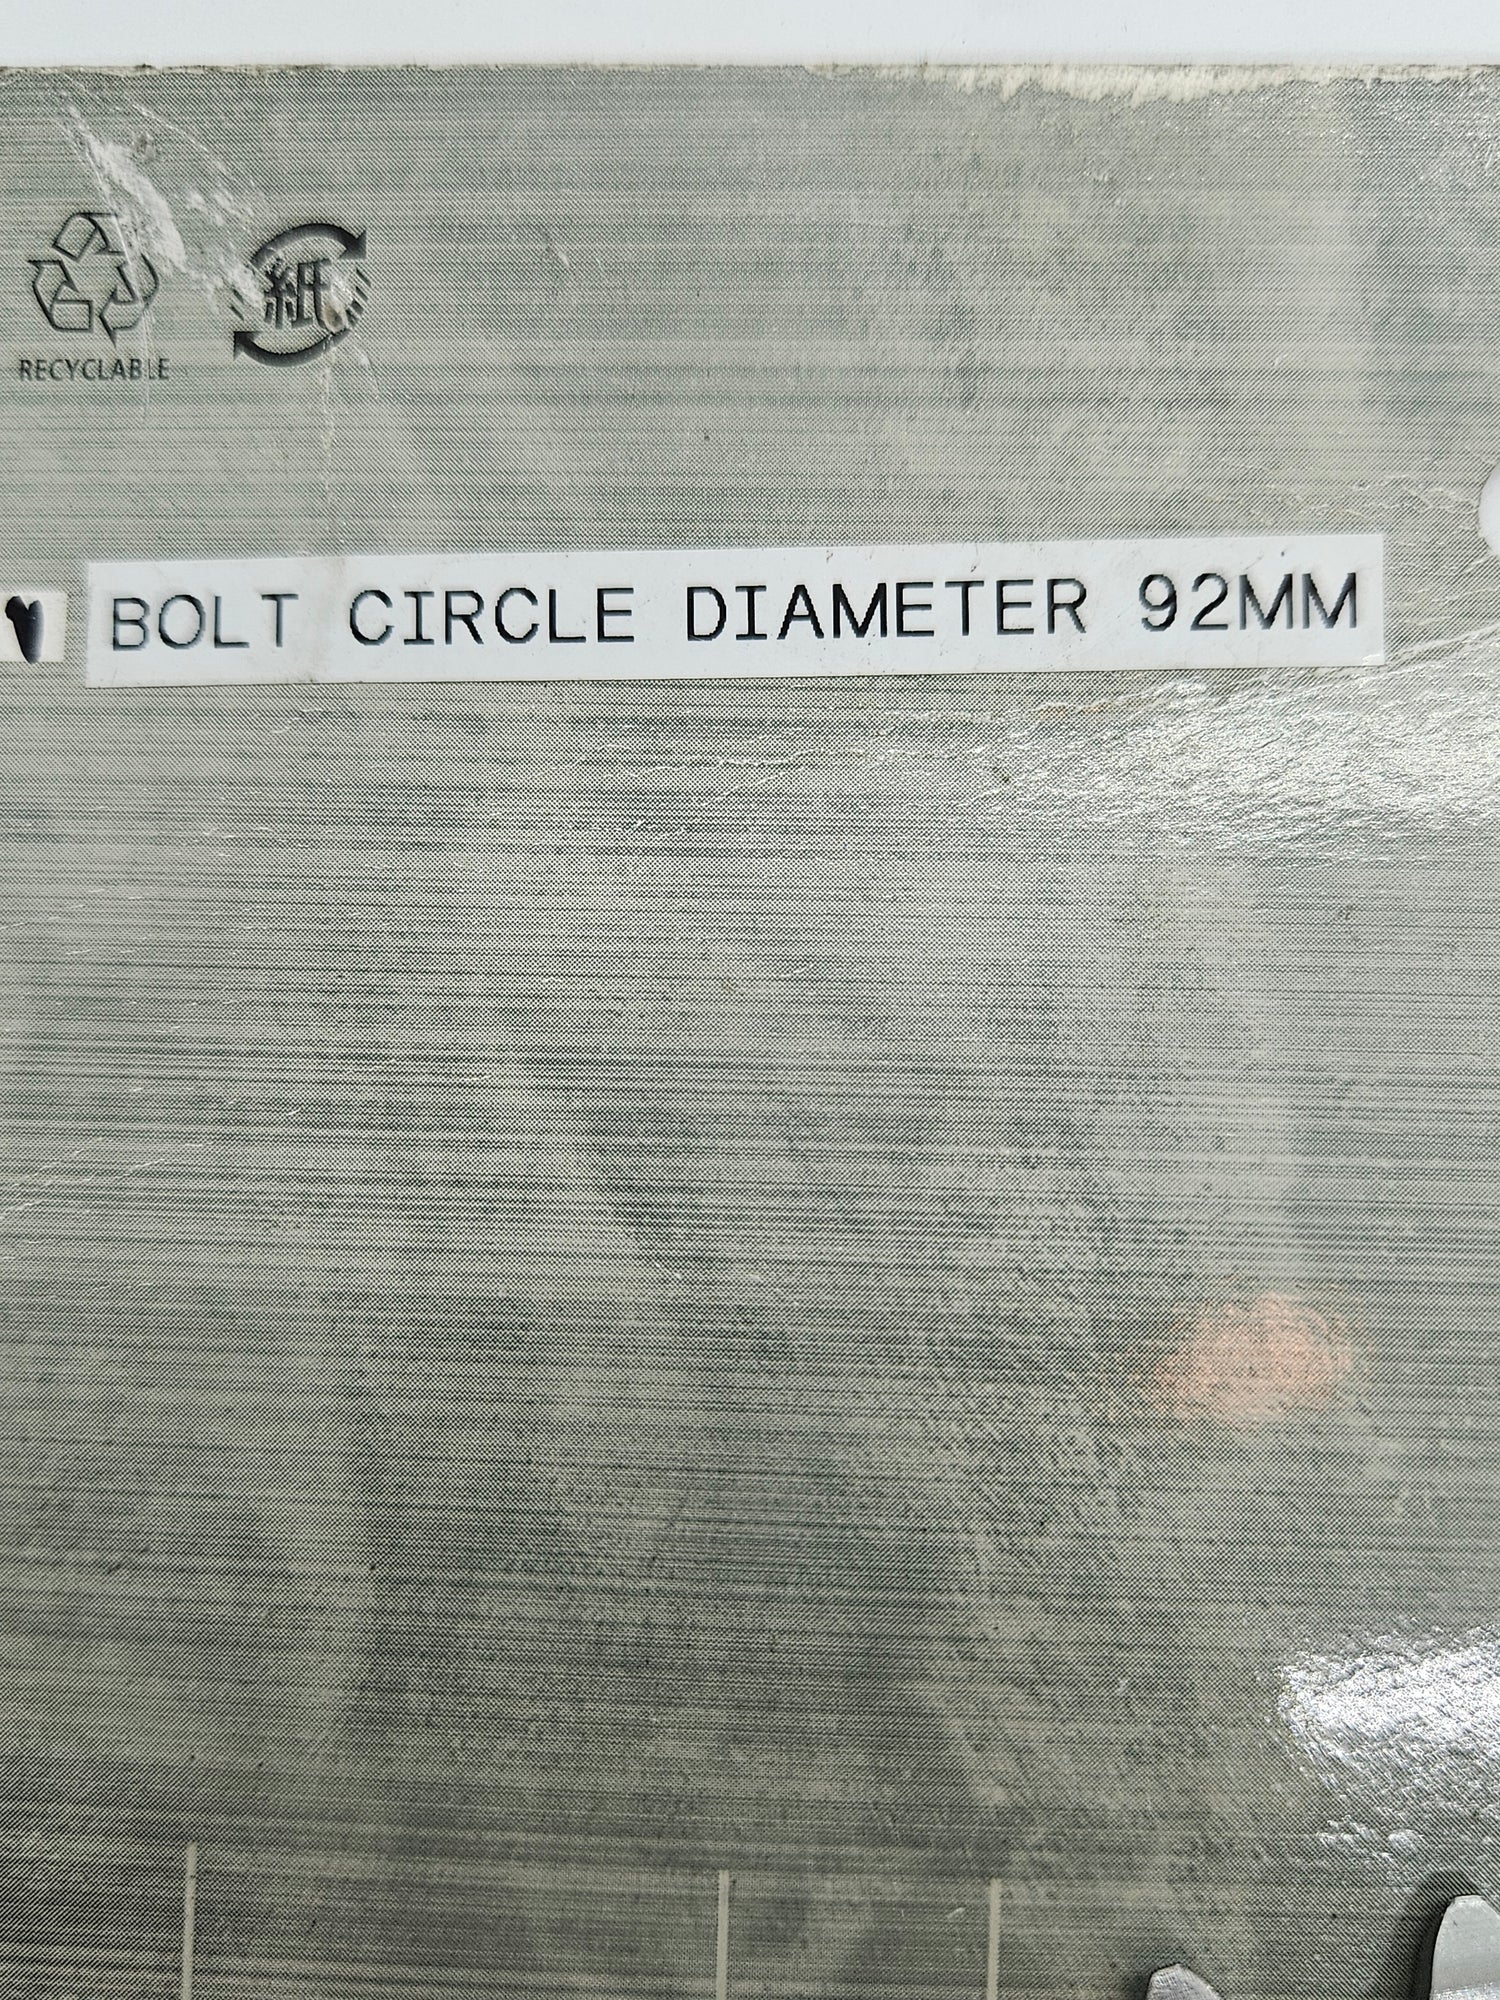 紙
RECYCLABLE
BOLT CIRCLE DIAMETER 92MM